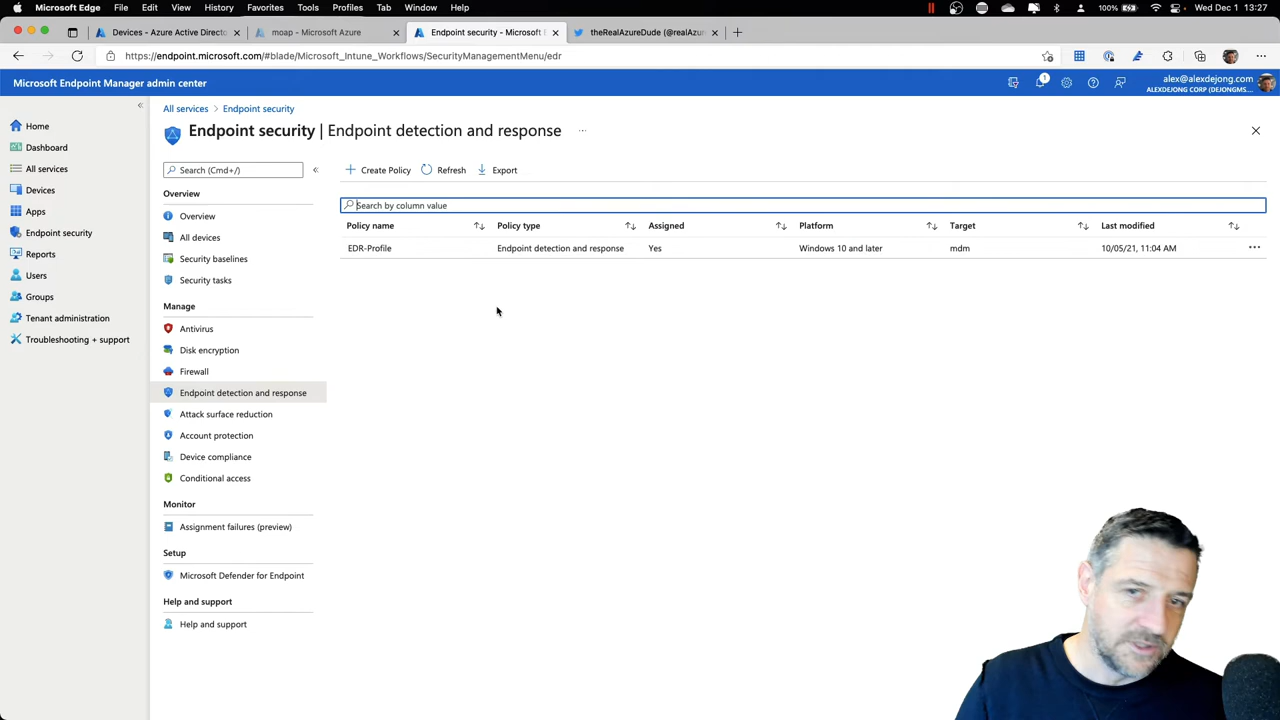 Microsoft Edge File Edit View History Favorites Tools Profiles Tab Window Help 100% Wed Dec 1 13:27
Devices - Azure Active Directo
moap - Microsoft Azure
Endpoint security - Microsoft
theRealAzureDude (@realAzur
https://endpoint.microsoft.com/#blade/Microsoft_Intune_Workflows/SecurityManagementMenu/edr
Microsoft Endpoint Manager admin center
1
alex@alexdejong.com
ALEXDEJONG CORP (DEJONGMS....
Home
Dashboard
All services
Devices
Apps
Endpoint security
Reports
Users
Groups
Tenant administration
Troubleshooting + support
All services > Endpoint security
Endpoint security | Endpoint detection and response ...
Search (Cmd+/)
Overview
Overview
All devices
Security baselines
Security tasks
Manage
Antivirus
Disk encryption
Firewall
Endpoint detection and response
Attack surface reduction
Account protection
Device compliance
Conditional access
Monitor
Assignment failures (preview)
Setup
Microsoft Defender for Endpoint
Help and support
Help and support
Create Policy Refresh Export
Search by column value
Policy name Policy type Assigned Platform Target Last modified
EDR-Profile Endpoint detection and response Yes Windows 10 and later mdm 10/05/21, 11:04 AM ...